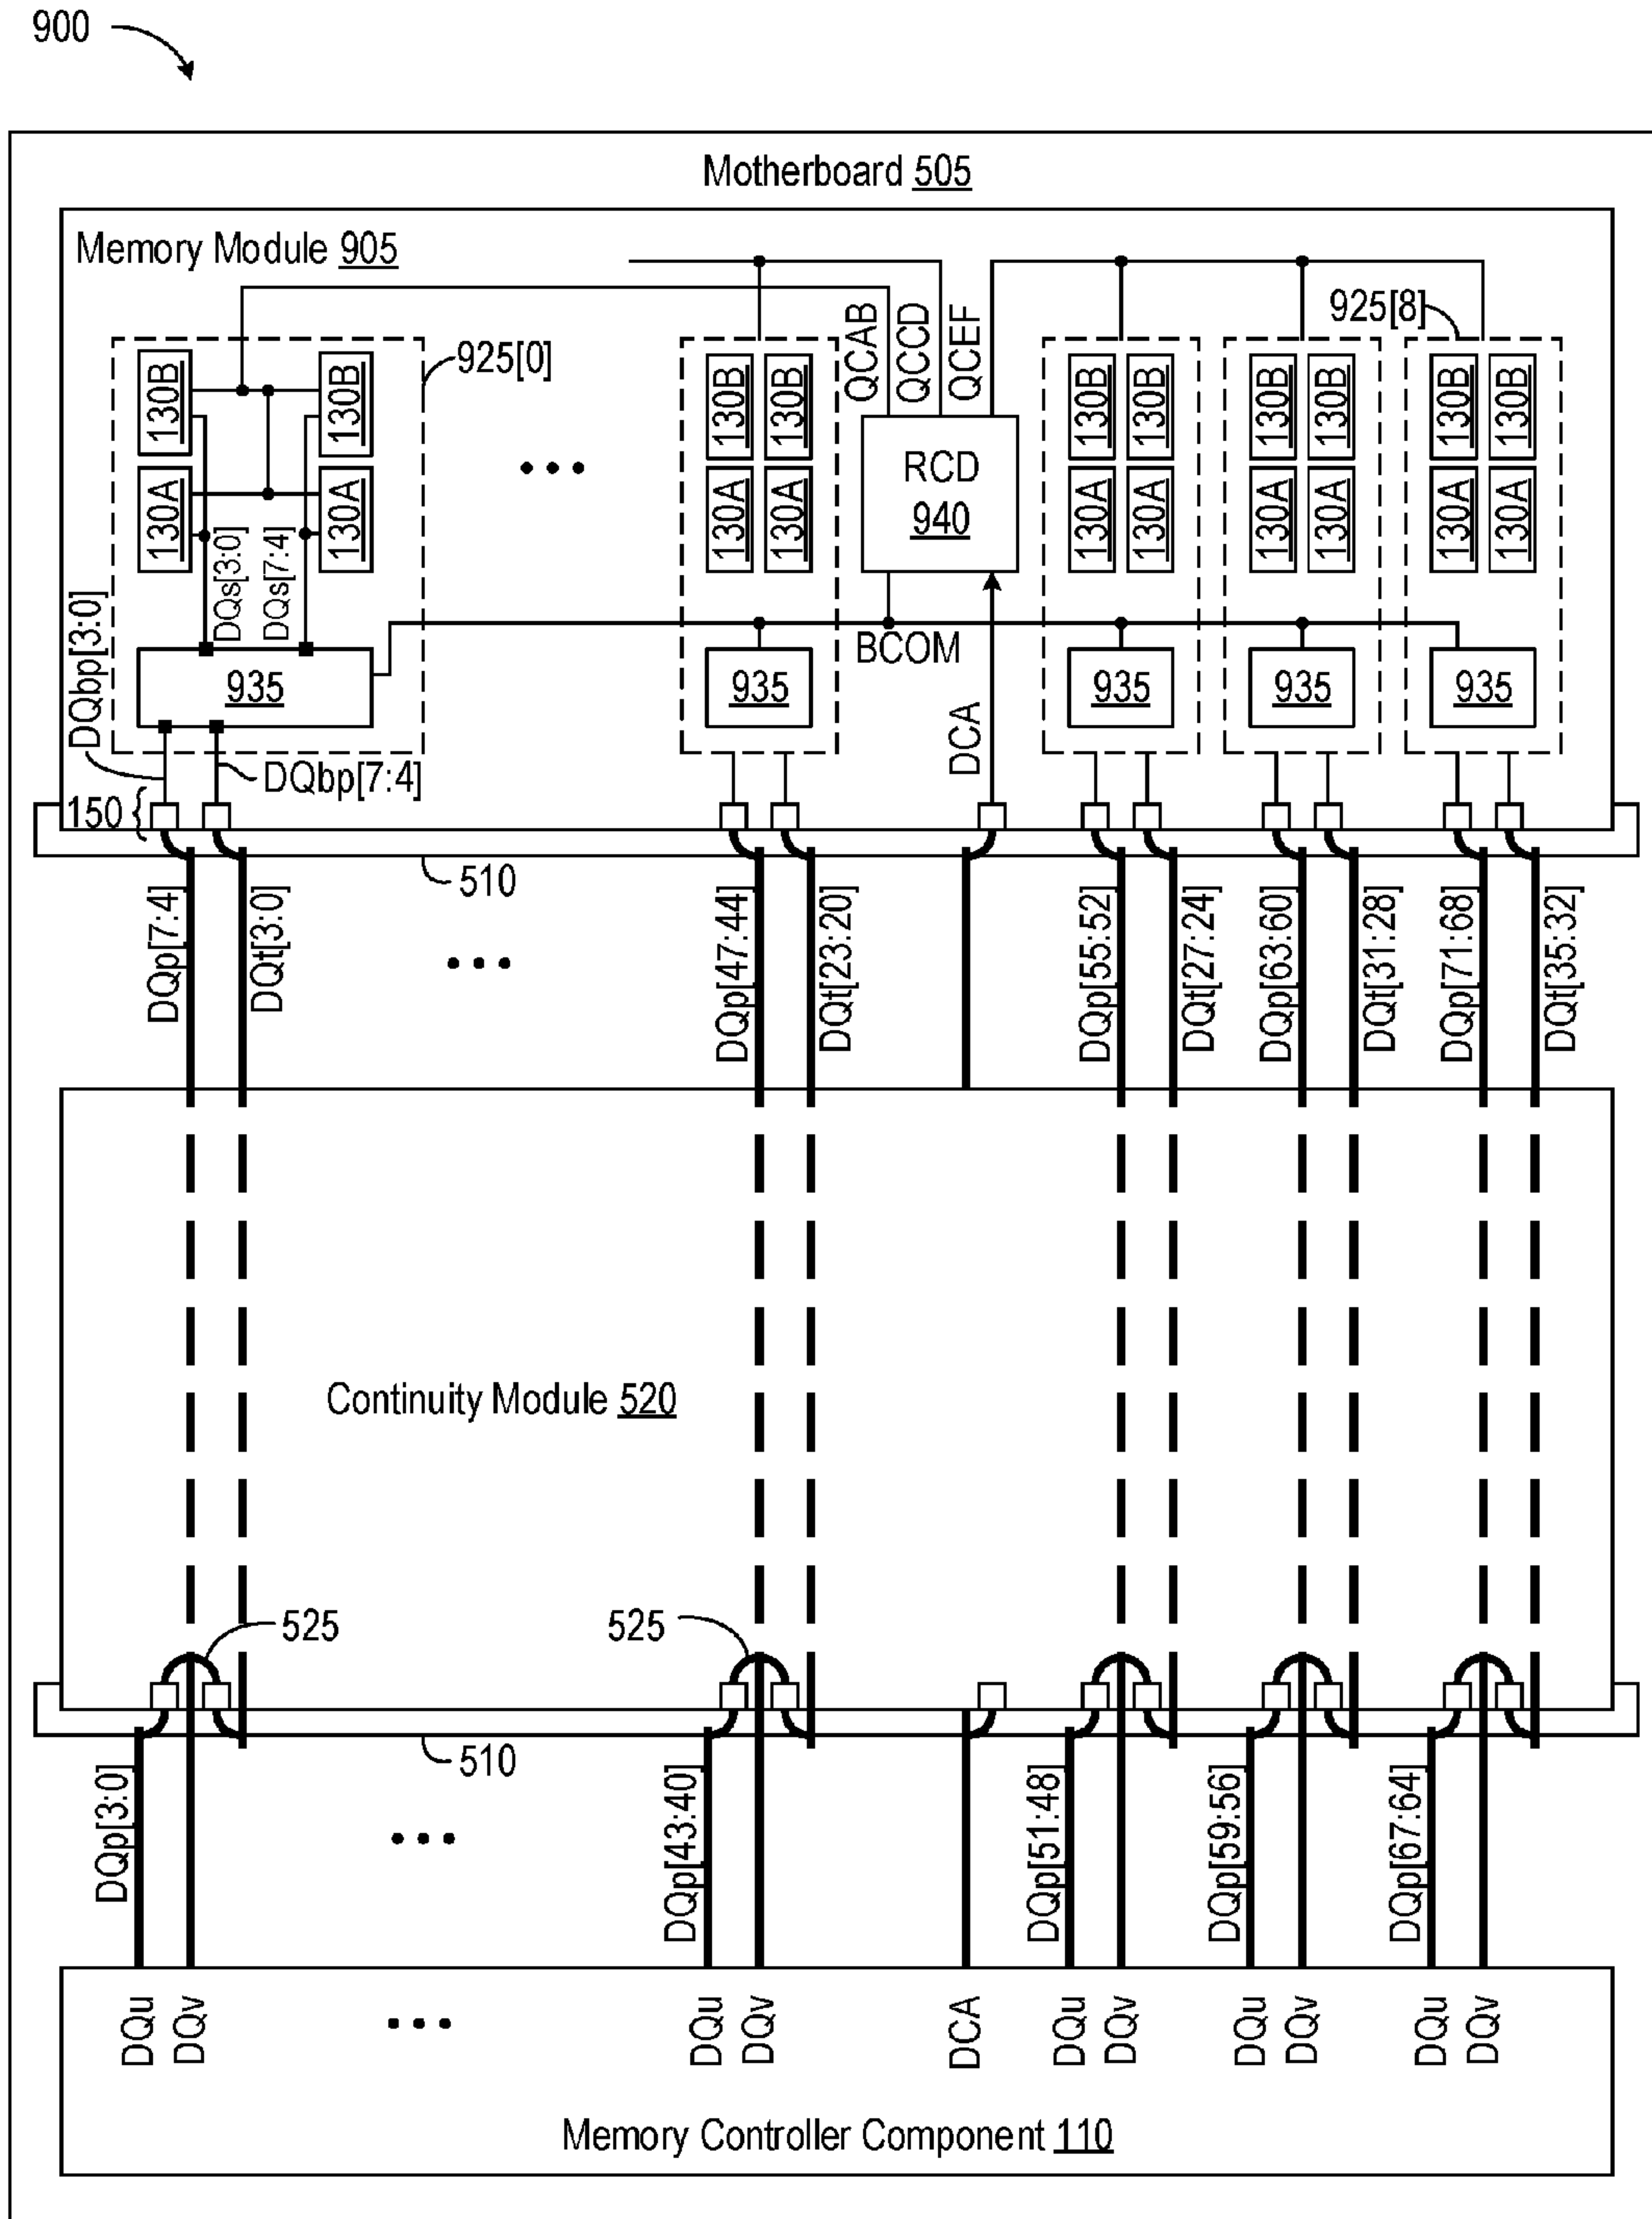 900
Motherboard 505
Memory Module 905
QCAB
QCCD
QCEF
925[0]
925[8]
130B
130B
130B
130B
130B
130B
130B
130B
130B
130B
130A
130A
130A
130A
130A
130A
130A
130A
130A
130A
RCD
940
DQs[3:0]
DQs[7:4]
DQbp[3:0]
935
935
935
935
935
BCOM
DCA
DQbp[7:4]
150
510
DQp[7:4]
DQt[3:0]
DQp[47:44]
DQt[23:20]
DQp[55:52]
DQt[27:24]
DQp[63:60]
DQt[31:28]
DQp[71:68]
DQt[35:32]
Continuity Module 520
525
525
510
DQp[3:0]
DQp[43:40]
DQp[51:48]
DQp[59:56]
DQp[67:64]
DQu
DQv
DQu
DQv
DCA
DQu
DQv
DQu
DQv
DQu
DQv
Memory Controller Component 110